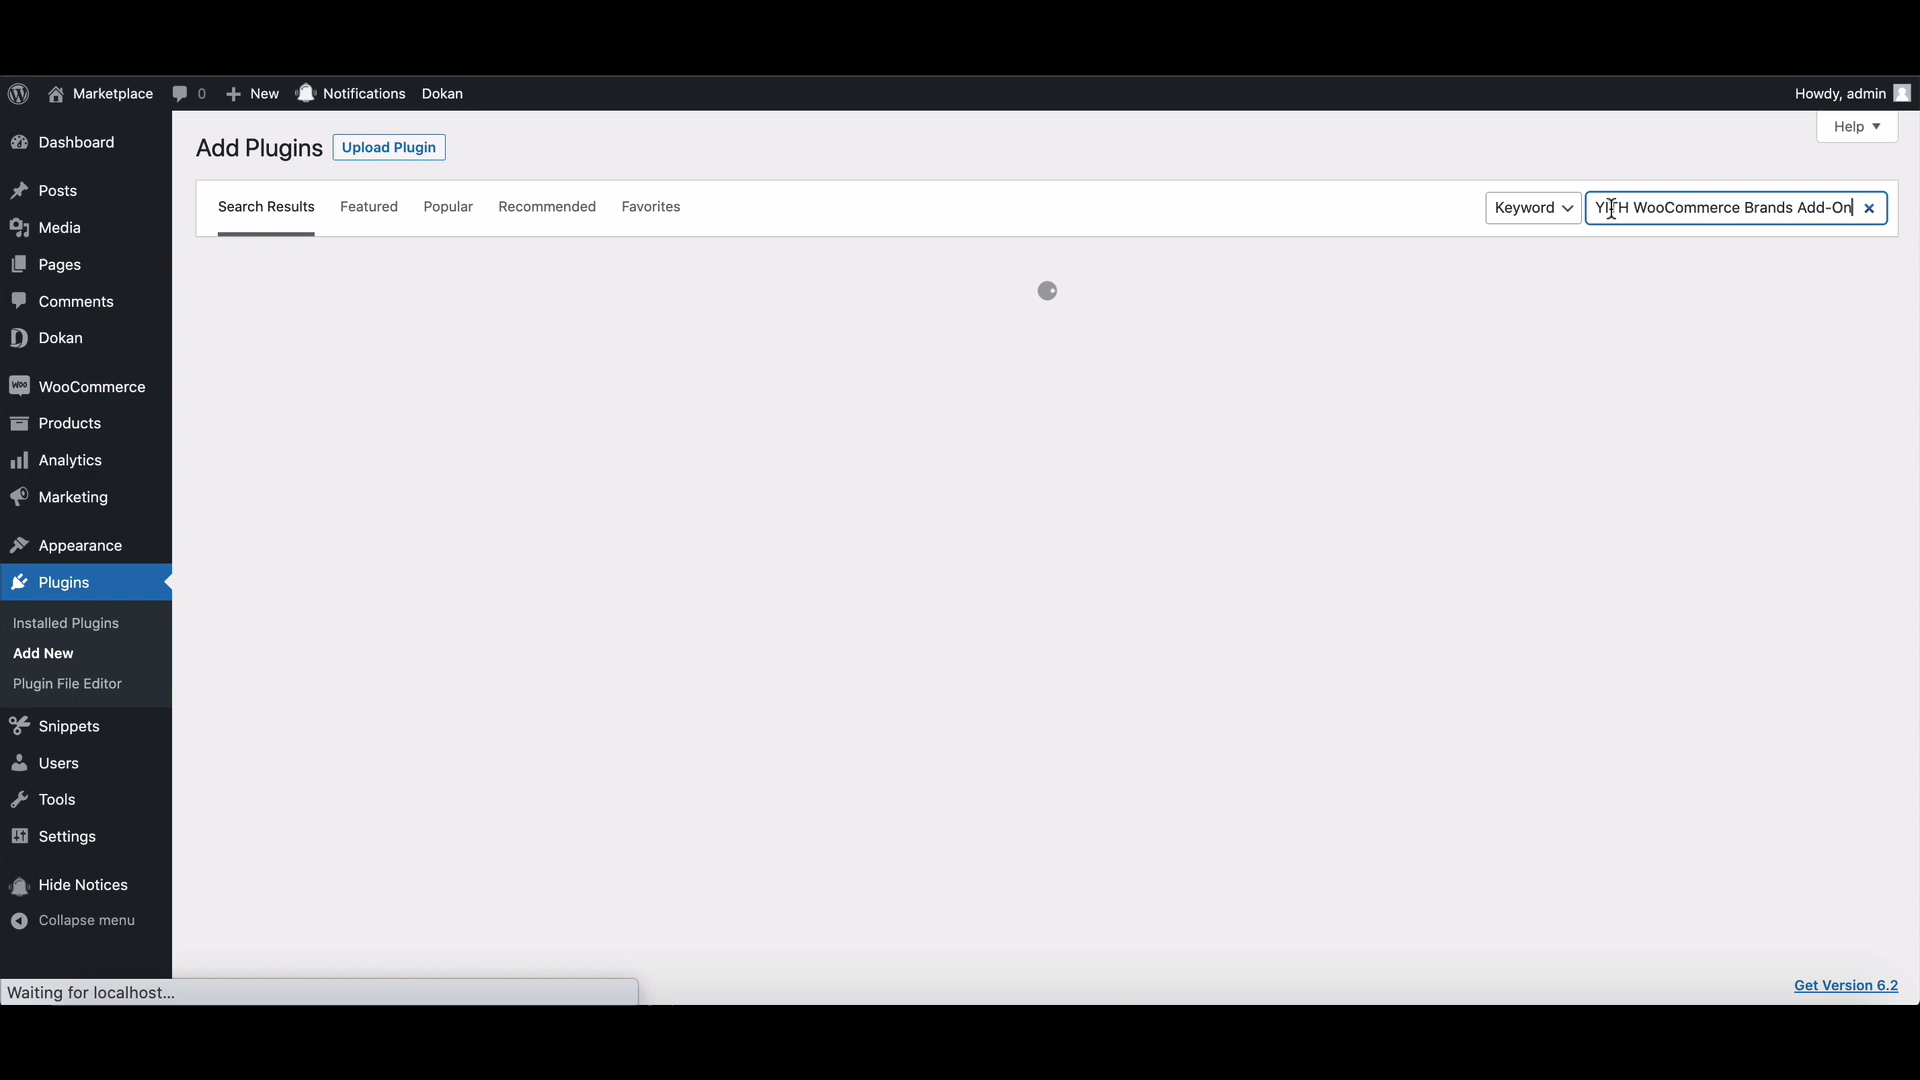 Marketplace
0
New
Notifications
Dokan
Howdy, admin
Help
Add Plugins
Upload Plugin
Search Results
Featured
Popular
Recommended
Favorites
Keyword
YITH WooCommerce Brands Add-On
Dashboard
Posts
Media
Pages
Comments
Dokan
WooCommerce
Products
Analytics
Marketing
Appearance
Plugins
Installed Plugins
Add New
Plugin File Editor
Snippets
Users
Tools
Settings
Hide Notices
Collapse menu
Waiting for localhost...
Get Version 6.2